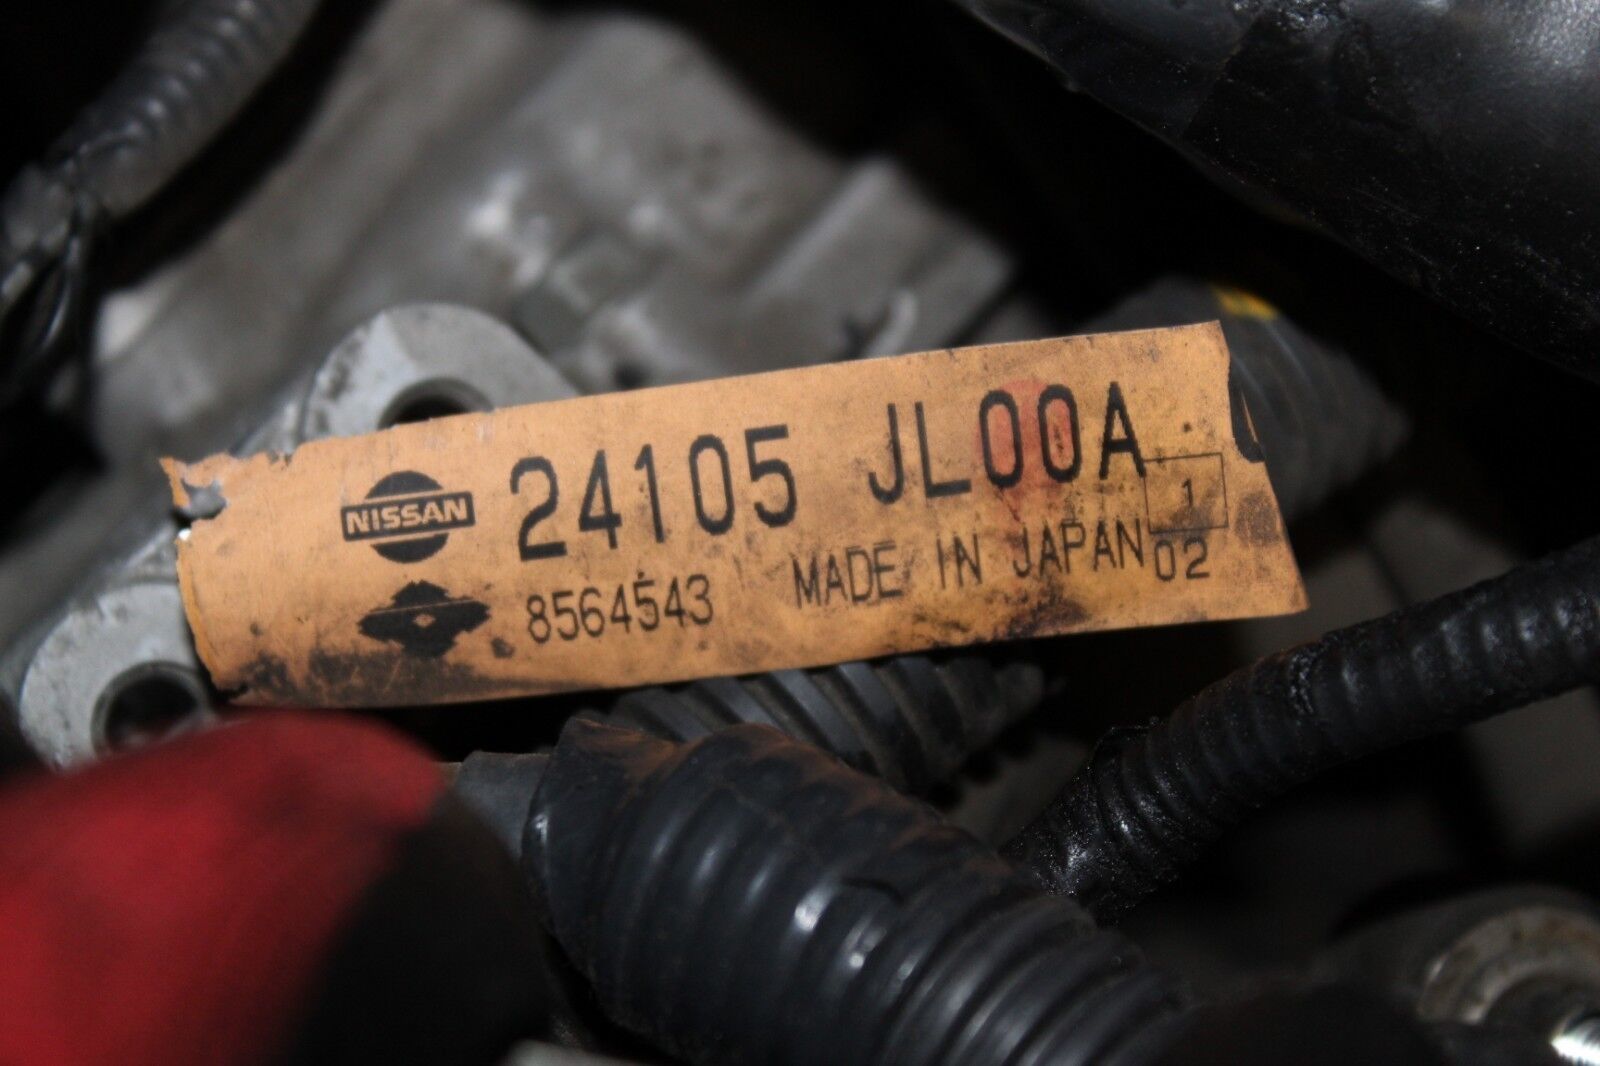 NISSAN 24105 JL00A 1
8564543 MADE IN JAPAN 02